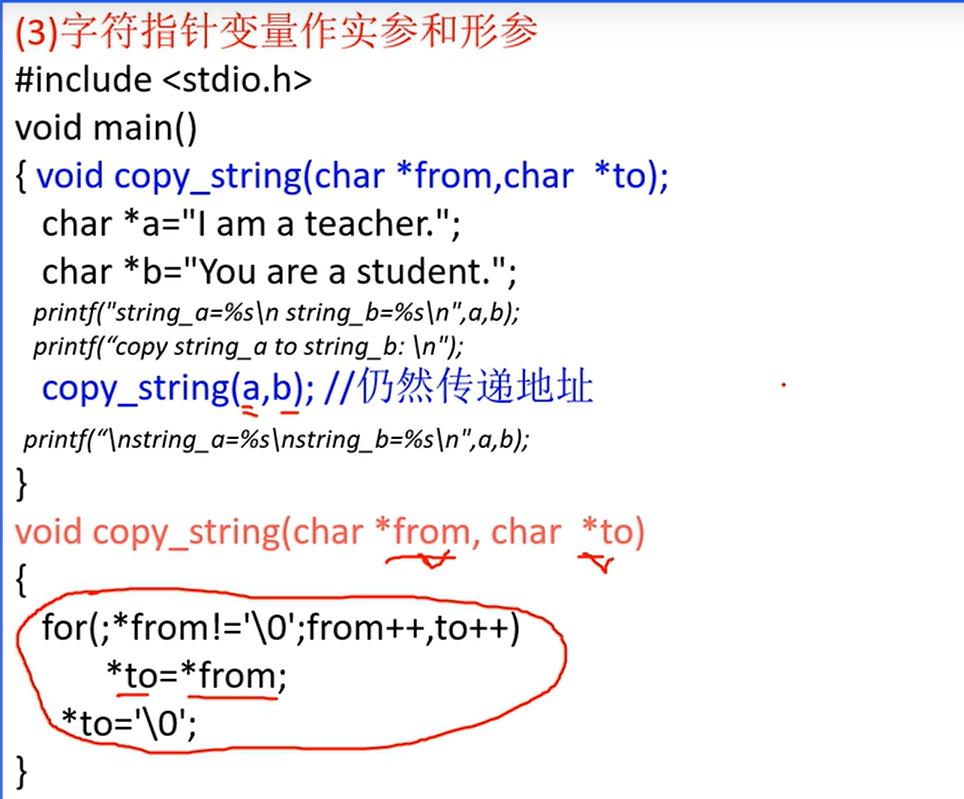 (3)字符指针变量作实参和形参
#include <stdio.h>
void main()
{ void copy_string(char *from,char  *to);
char *a="I am a teacher.";
char *b="You are a student.";
printf("string_a=%s\n string_b=%s\n",a,b);
printf(“copy string_a to string_b: \n");
copy_string(a,b); //仍然传递地址
printf(“\nstring_a=%s\nstring_b=%s\n",a,b);
}
void copy_string(char *from, char  *to)
{
for(;*from!='\0';from++,to++)
*to=*from;
*to='\0';
}